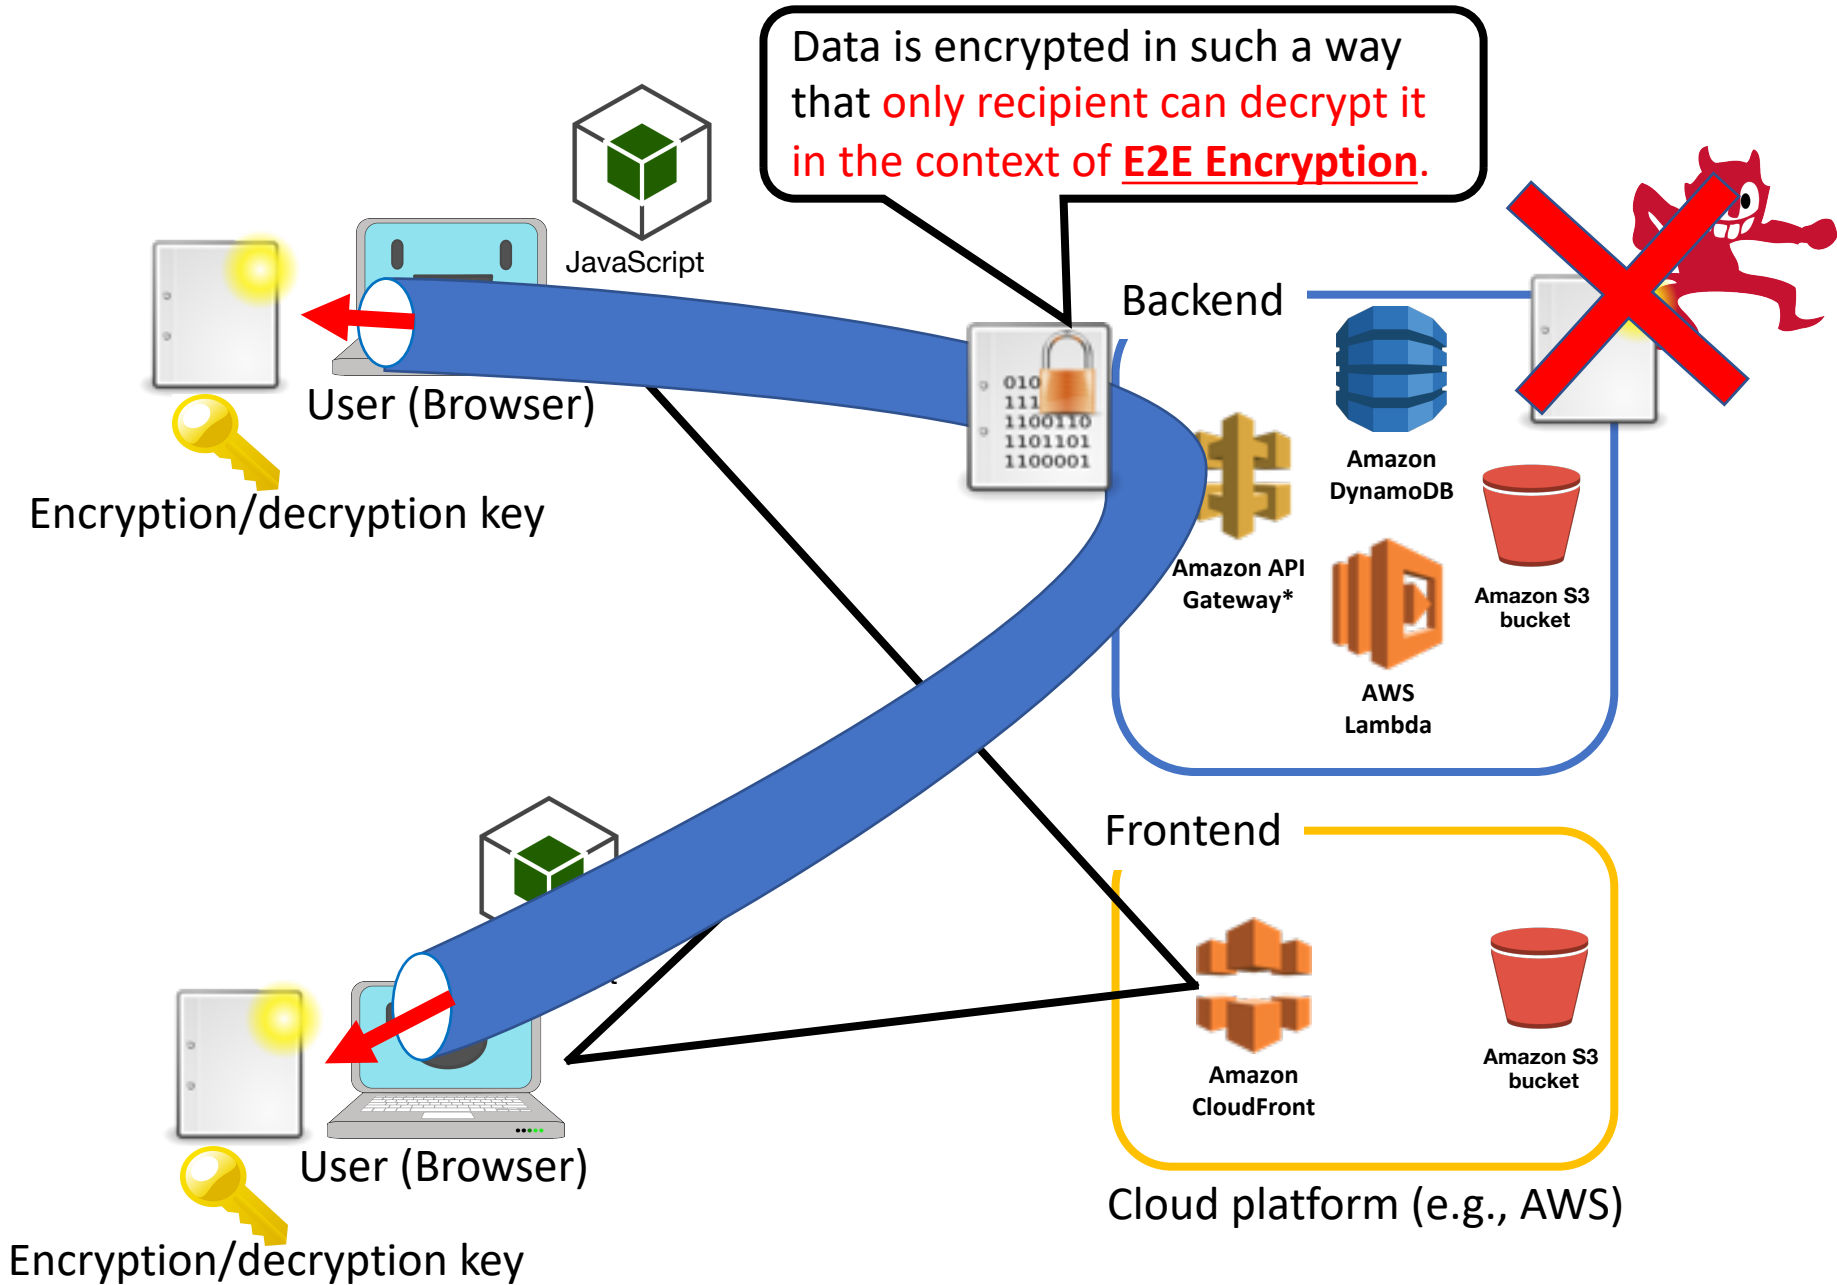 Data is encrypted in such a way
that only recipient can decrypt it
in the context of E2E Encryption.
JavaScript
User (Browser)
Encryption/decryption key
010
111
1100110
1101101
1100001
Backend
Amazon
DynamoDB
Amazon API
Gateway*
Amazon S3
bucket
AWS
Lambda
Frontend
Amazon
CloudFront
Amazon S3
bucket
Cloud platform (e.g., AWS)
User (Browser)
Encryption/decryption key